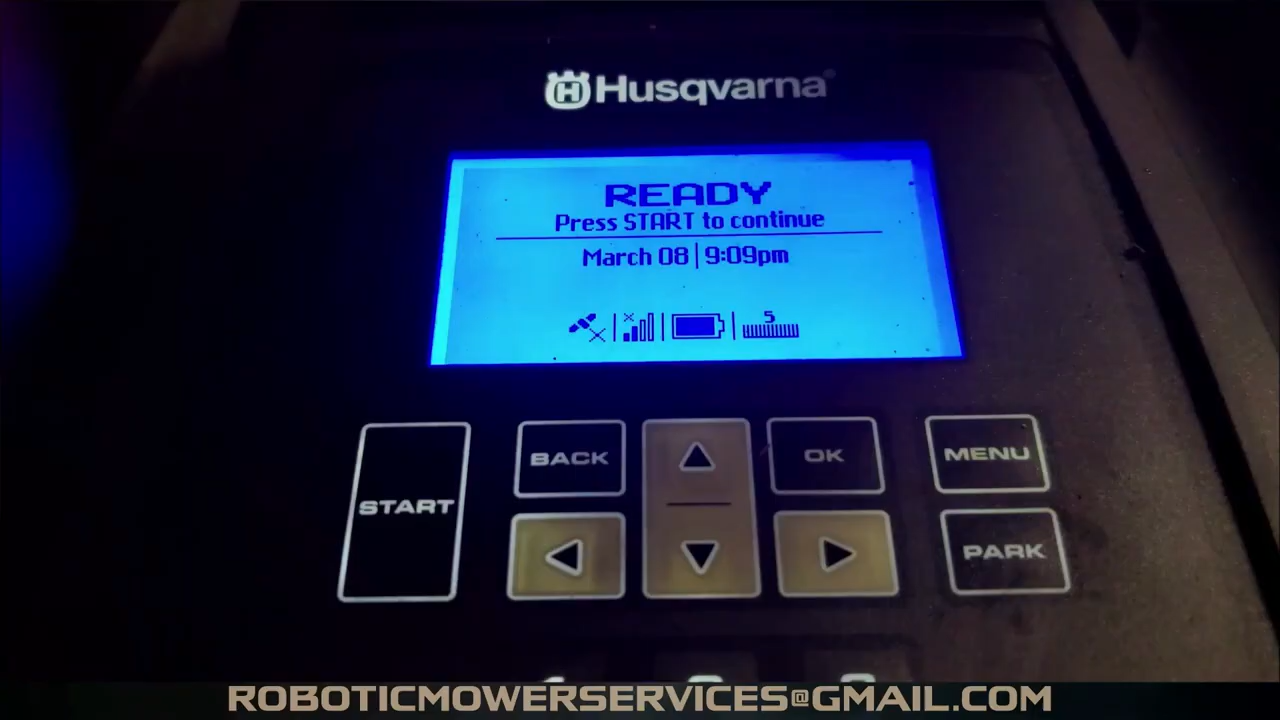 Husqvarna®
READY
Press START to continue
March 08 | 9:09pm
5
START
BACK
OK
MENU
PARK
ROBOTICMOWERSERVICES@GMAIL.COM